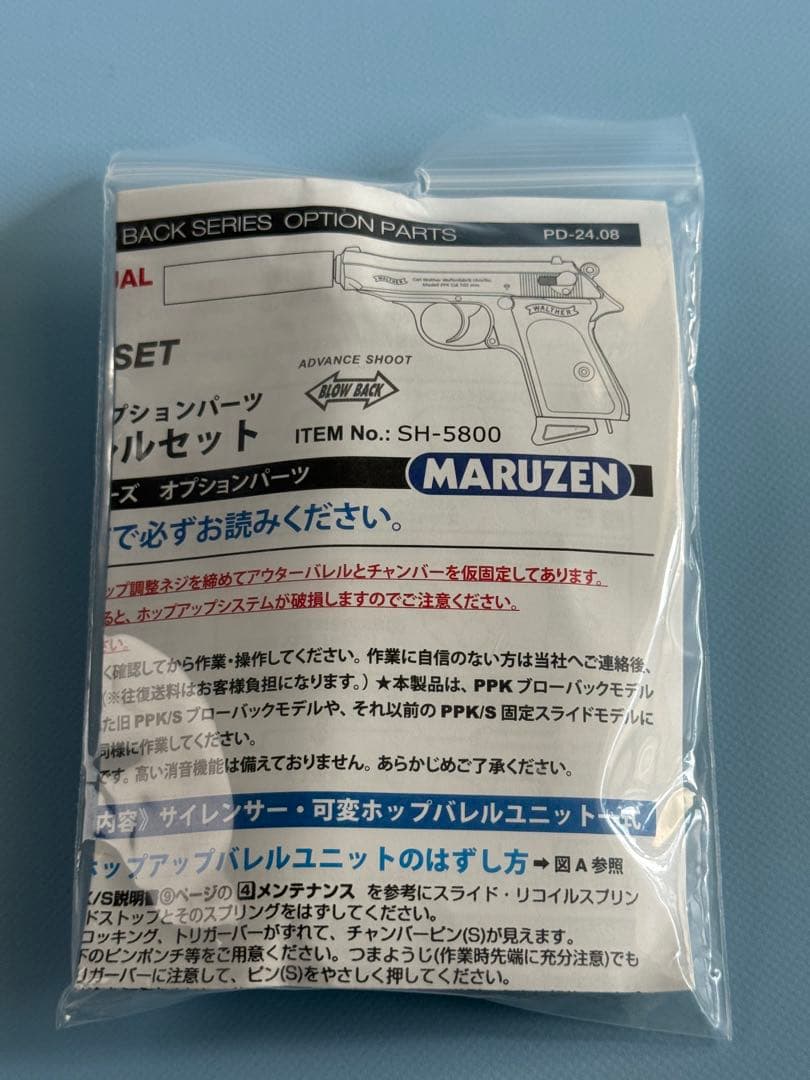 BACK SERIES OPTION PARTS PD-24.08
WALTHER
Modell PPK
WALTHER
SET
ADVANCE SHOOT
BLOW BACK
プションパーツ
ルセット ITEM No.: SH-5800
ーズ オプションパーツ MARUZEN
で必ずお読みください。
ップ調整ネジを締めてアウターバレルとチャンバーを仮固定してあります。
ると、ホップアップシステムが破損しますのでご注意ください。
さい。
く確認してから作業・操作してください。作業に自信のない方は当社へご連絡後、
(※往復送料はお客様負担になります。) ★本製品は、PPK ブローバックモデル
た旧 PPK/S ブローバックモデルや、それ以前の PPK/S 固定スライドモデルに
同様に作業してください。
です。高い消音機能は備えておりません。あらかじめご了承ください。
内容》サイレンサー・可変ホップバレルユニット一式
ホップアップバレルユニットのはずし方 ➡ 図 A 参照
K/S説明書⑨ページの 4メンテナンス を参考にスライド・リコイルスプリン
ドストップとそのスプリングをはずしてください。
コッキング、トリガーバーがずれて、チャンバーピン(S)が見えます。
下のピンポンチ等をご用意ください。つまようじ(作業時先端に充分注意)でも
リガーバーに注意して、ピン(S)をやさしく押してください。